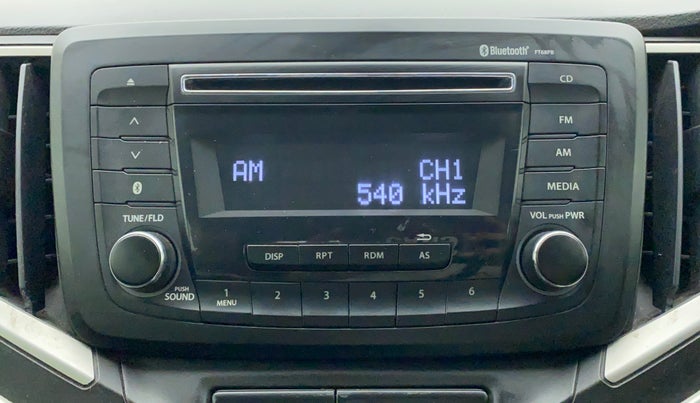 Bluetooth® FT68PB
CD
FM
AM
MEDIA
AM CH1
540 kHz
TUNE/FLD
VOL PUSH PWR
DISP RPT RDM AS
PUSH
SOUND
1 2 3 4 5 6
MENU